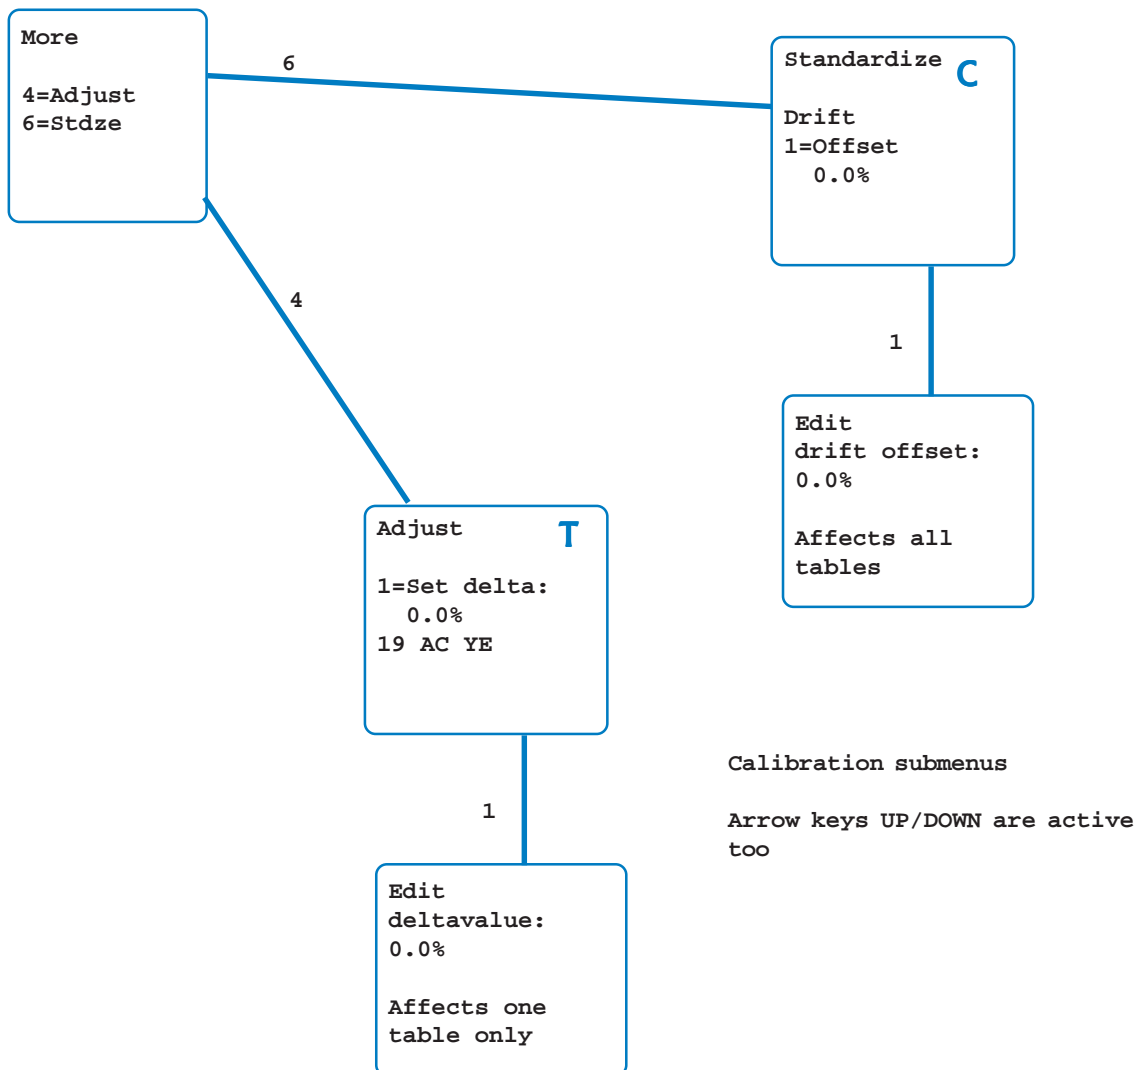 More
4=Adjust
6=Stdze
6
Standardize C
Drift
1=Offset
0.0%
4
1
Edit
drift offset:
0.0%
Affects all
tables
Adjust T
1=Set delta:
0.0%
19 AC YE
Calibration submenus
Arrow keys UP/DOWN are active
too
1
Edit
deltavalue:
0.0%
Affects one
table only